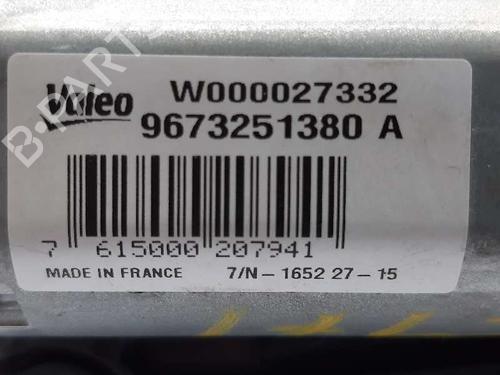 B-PARTS
Valeo
W000027332
9673251380 A
7 615000 207941
MADE IN FRANCE 7/N-1652 27-15